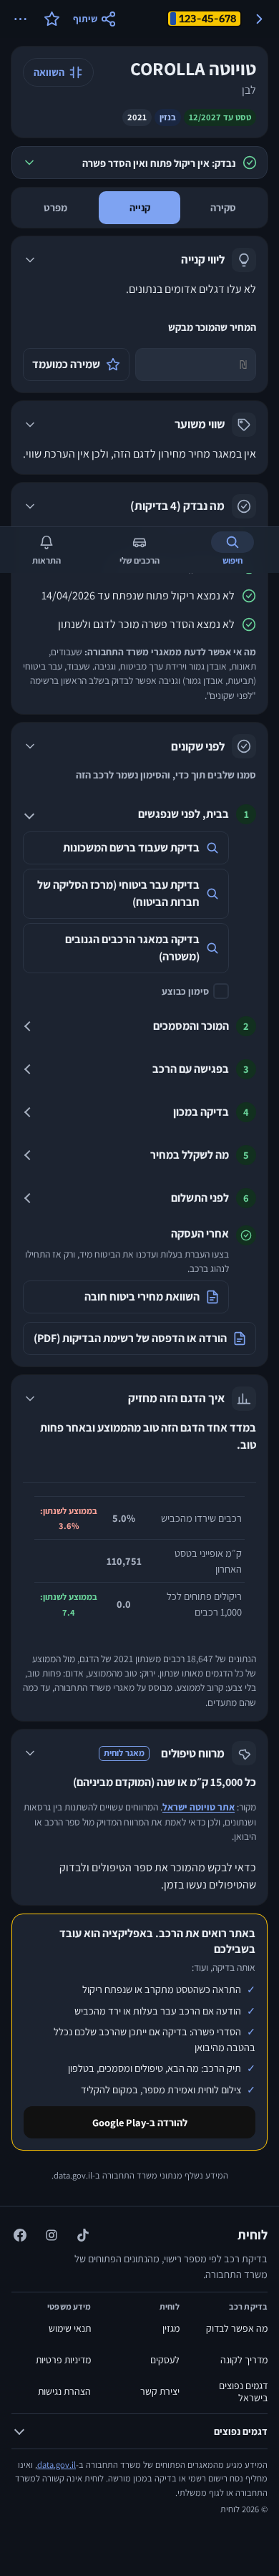 123-45-678
שיתוף
טויוטה COROLLA
לבן
השוואה
טסט עד 12/2027
בנזין
2021
נבדק: אין ריקול פתוח ואין הסדר פשרה
סקירה
קנייה
מפרט
ליווי קנייה
לא עלו דגלים אדומים בנתונים.
המחיר שהמוכר מבקש
₪
שמירה כמועמד
שווי משוער
אין במאגר מחיר מחירון לדגם הזה, ולכן אין הערכת שווי.
מה נבדק (4 בדיקות)
חיפוש
הרכבים שלי
התראות
לא נמצא ריקול פתוח שנפתח עד 14/04/2026
לא נמצא הסדר פשרה מוכר לדגם ולשנתון
מה אי אפשר לדעת ממאגרי משרד התחבורה: שעבודים,
תאונות, אובדן גמור וירידת ערך מביטוח, וגניבה. שעבוד, עבר ביטוחי
(תביעות, אובדן גמור) וגניבה אפשר לבדוק בשלב הראשון ברשימה
"לפני שקונים".
לפני שקונים
סמנו שלבים תוך כדי, והסימון נשמר לרכב הזה
1
בבית, לפני שנפגשים
בדיקת שעבוד ברשם המשכונות
בדיקת עבר ביטוחי (מרכז הסליקה של
חברות הביטוח)
בדיקה במאגר הרכבים הגנובים
(משטרה)
סימון כבוצע
2
המוכר והמסמכים
3
בפגישה עם הרכב
4
בדיקה במכון
5
מה לשקלל במחיר
6
לפני התשלום
אחרי העסקה
בצעו העברת בעלות ועדכנו את הביטוח מיד, ורק אז התחילו
לנהוג ברכב.
השוואת מחירי ביטוח חובה
הורדה או הדפסה של רשימת הבדיקות (PDF)
איך הדגם הזה מחזיק
במדד אחד הדגם הזה טוב מהממוצע ובאחר פחות
טוב.
רכבים שירדו מהכביש
5.0%
בממוצע לשנתון:
3.6%
ק״מ אופייני בטסט
האחרון
110,751
ריקולים פתוחים לכל
1,000 רכבים
0.0
בממוצע לשנתון:
7.4
הנתונים של 18,647 רכבים משנתון 2021 של הדגם, מול הממוצע
של כל הדגמים מאותו שנתון. ירוק: טוב מהממוצע, אדום: פחות טוב,
בלי צבע: קרוב לממוצע. מבוסס על מאגרי משרד התחבורה, עד כמה
שהם מתעדים.
מרווח טיפולים
מאגר לוחית
כל 15,000 ק״מ או שנה (המוקדם מביניהם)
מקור: אתר טויוטה ישראל. המרווחים עשויים להשתנות בין גרסאות
ושנתונים, ולכן כדאי לאמת את המרווח המדויק מול ספר הרכב או
היבואן.
כדאי לבקש מהמוכר את ספר הטיפולים ולבדוק
שהטיפולים נעשו בזמן.
באתר רואים את הרכב. באפליקציה הוא עובד
בשבילכם
אותה בדיקה, ועוד:
✓ התראה כשהטסט מתקרב או שנפתח ריקול
✓ הודעה אם הרכב עבר בעלות או ירד מהכביש
✓ הסדרי פשרה: בדיקה אם ייתכן שהרכב שלכם נכלל
בהטבה מהיבואן
✓ תיק הרכב: מה הבא, טיפולים ומסמכים, בטלפון
✓ צילום לוחית ואמירת מספר, במקום להקליד
להורדה ב-Google Play
המידע נשלף מנתוני משרד התחבורה ב-data.gov.il.
לוחית
בדיקת רכב לפי מספר רישוי, מהנתונים הפתוחים של
משרד התחבורה.
בדיקת רכב
לוחית
מידע משפטי
מה אפשר לבדוק
מגזין
תנאי שימוש
מדריך לקונה
לעסקים
מדיניות פרטיות
דגמים נפוצים
בישראל
יצירת קשר
הצהרת נגישות
דגמים נפוצים
המידע מגיע מהמאגרים הפתוחים של משרד התחבורה ב-data.gov.il, ואינו
מחליף נסח רישום רשמי או בדיקה במכון מורשה. לוחית אינה קשורה למשרד
התחבורה או לגוף ממשלתי.
© 2026 לוחית